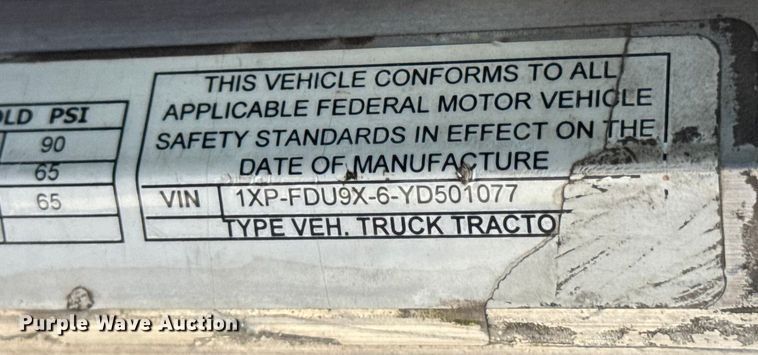 THIS VEHICLE CONFORMS TO ALL
APPLICABLE FEDERAL MOTOR VEHICLE
SAFETY STANDARDS IN EFFECT ON THE
DATE OF MANUFACTURE
VIN 1XP-FDU9X-6-YD501077
TYPE VEH. TRUCK TRACTO
LD PSI
90
65
65
Purple Wave Auction